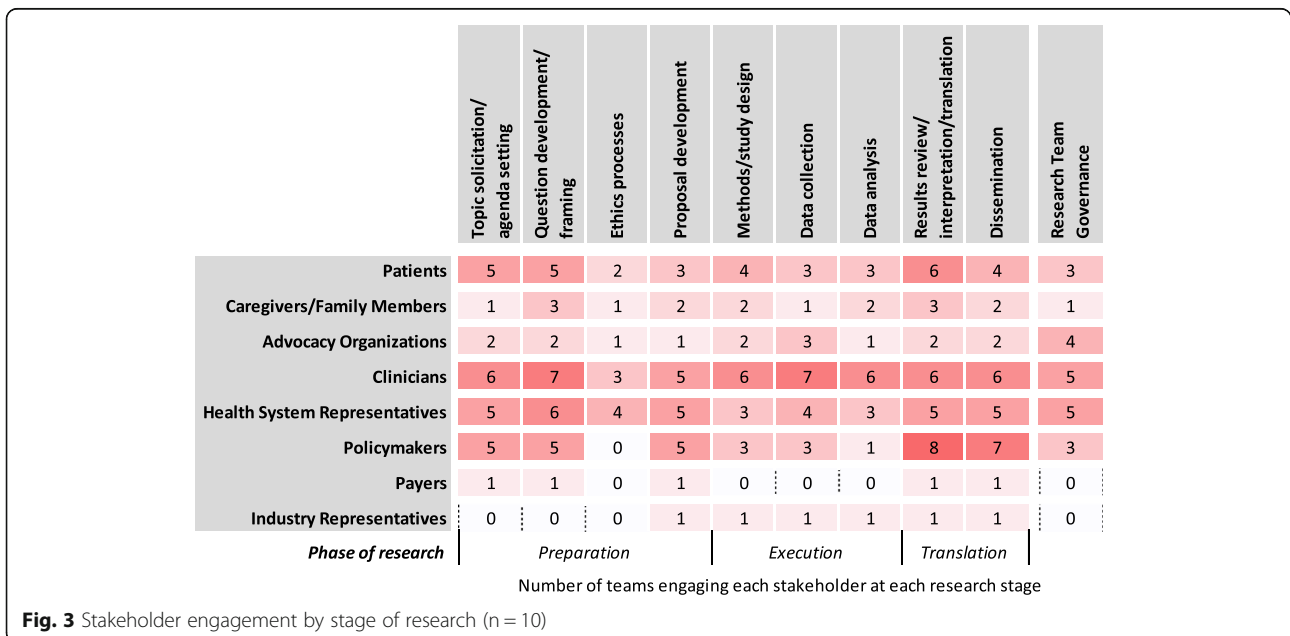 Topic solicitation/
agenda setting
Question development/
framing
Ethics processes
Proposal development
Methods/study design
Data collection
Data analysis
Results review/
interpretation/translation
Dissemination
Research Team
Governance
Patients 5 5 2 3 4 3 3 6 4 3
Caregivers/Family Members 1 3 1 2 2 1 2 3 2 1
Advocacy Organizations 2 2 1 1 2 3 1 2 2 4
Clinicians 6 7 3 5 6 7 6 6 6 5
Health System Representatives 5 6 4 5 3 4 3 5 5 5
Policymakers 5 5 0 5 3 3 1 8 7 3
Payers 1 1 0 1 0 0 0 1 1 0
Industry Representatives 0 0 0 1 1 1 1 1 1 0
Phase of research Preparation Execution Translation
Number of teams engaging each stakeholder at each research stage
Fig. 3 Stakeholder engagement by stage of research (n = 10)